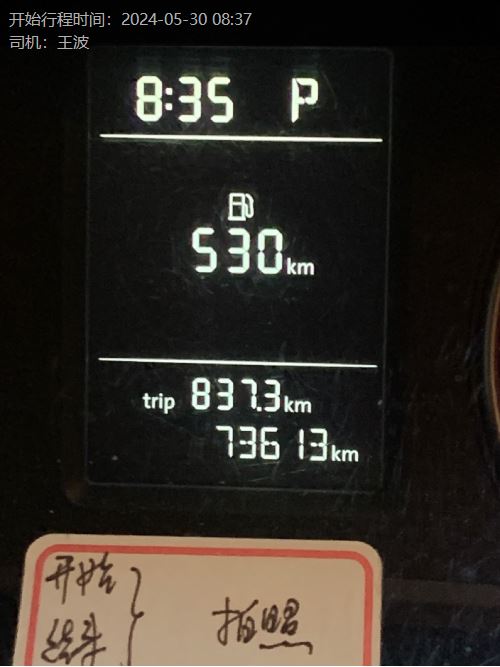 开始行程时间：2024-05-30 08:37
司机：王波
8:35 P
530km
trip 837.3km
73613km
开始
结束
拍照